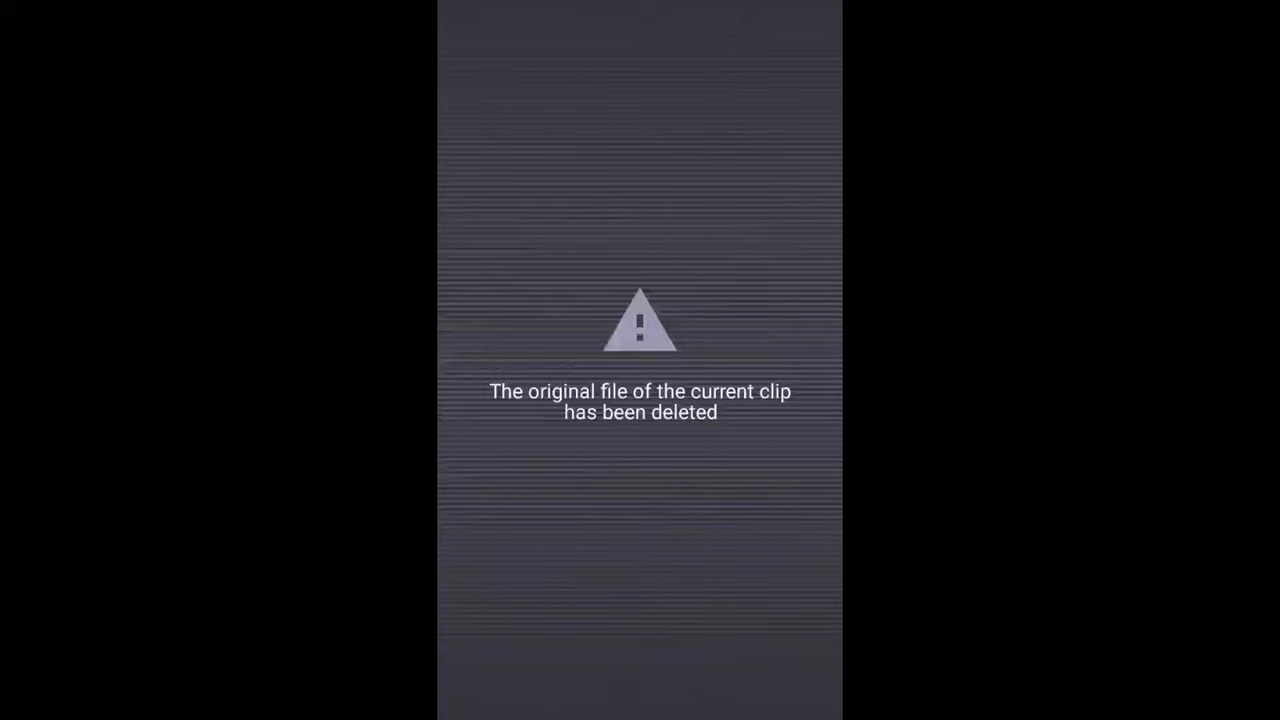 The original file of the current clip
has been deleted